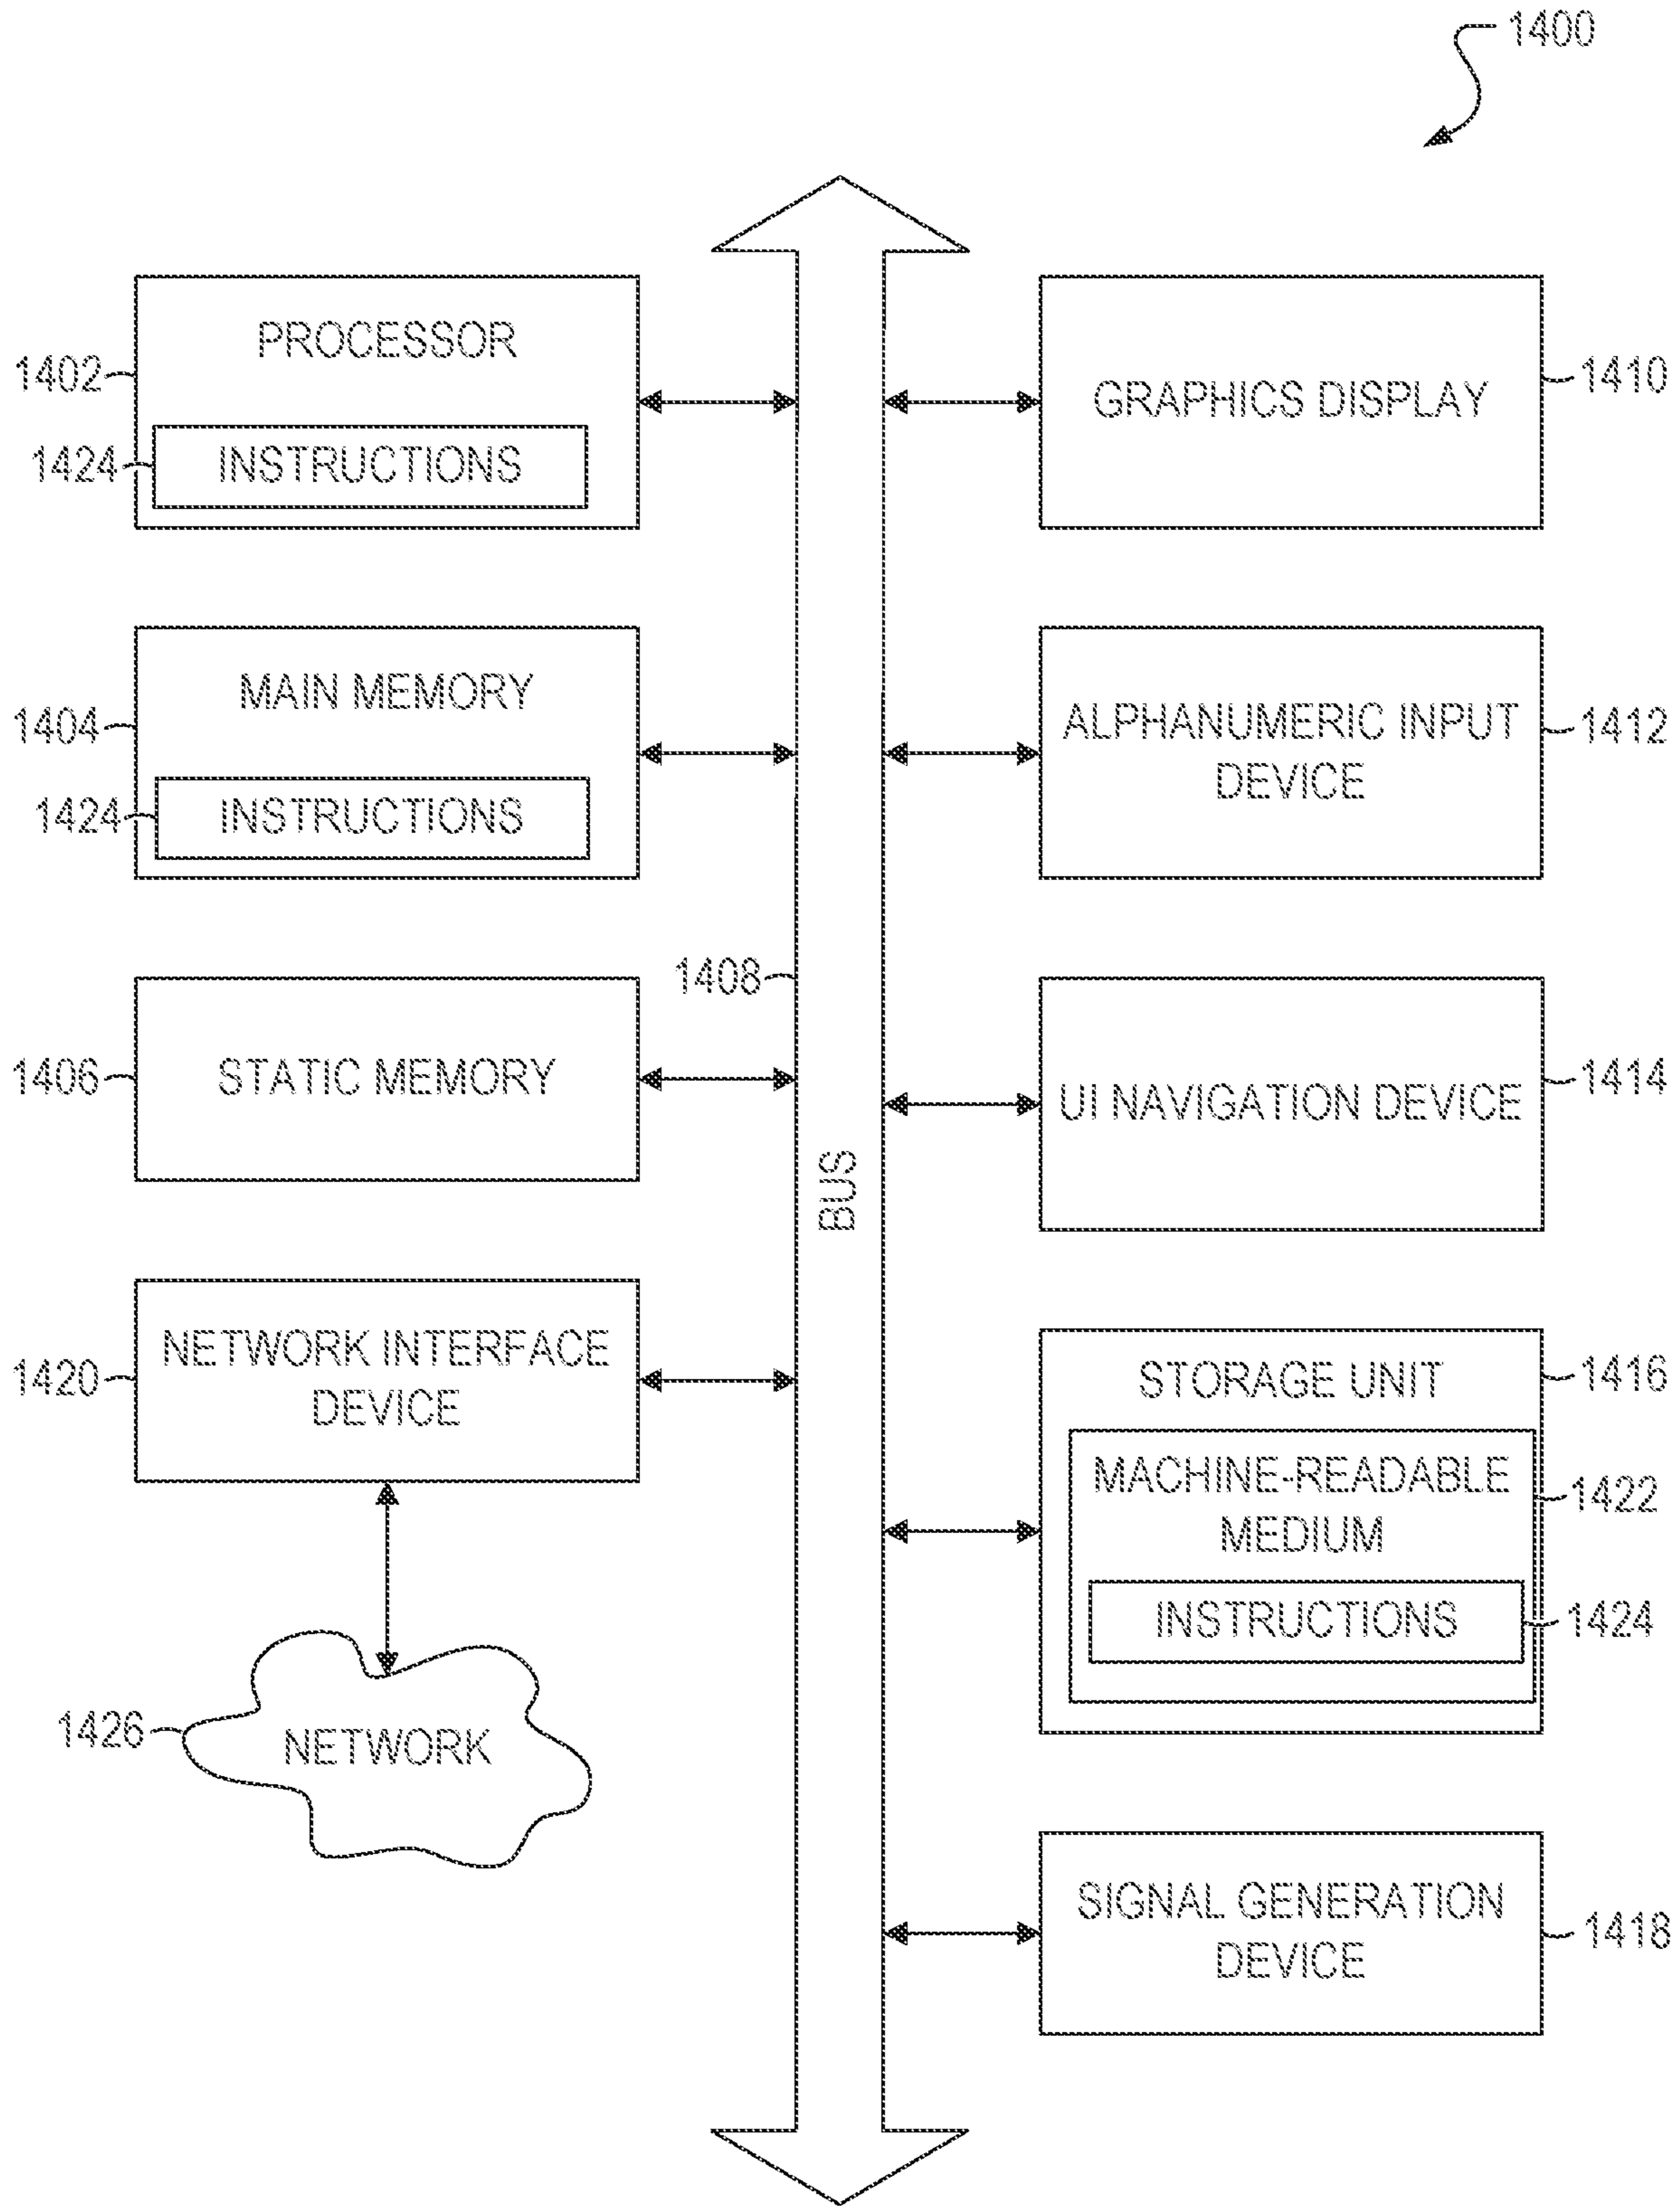 1400
PROCESSOR
1402
1424
INSTRUCTIONS
MAIN MEMORY
1404
1424
INSTRUCTIONS
1408
1406
STATIC MEMORY
NETWORK INTERFACE
DEVICE
1420
1426
NETWORK
BUS
GRAPHICS DISPLAY
1410
ALPHANUMERIC INPUT
DEVICE
1412
UI NAVIGATION DEVICE
1414
STORAGE UNIT
1416
MACHINE-READABLE
MEDIUM
1422
INSTRUCTIONS
1424
SIGNAL GENERATION
DEVICE
1418